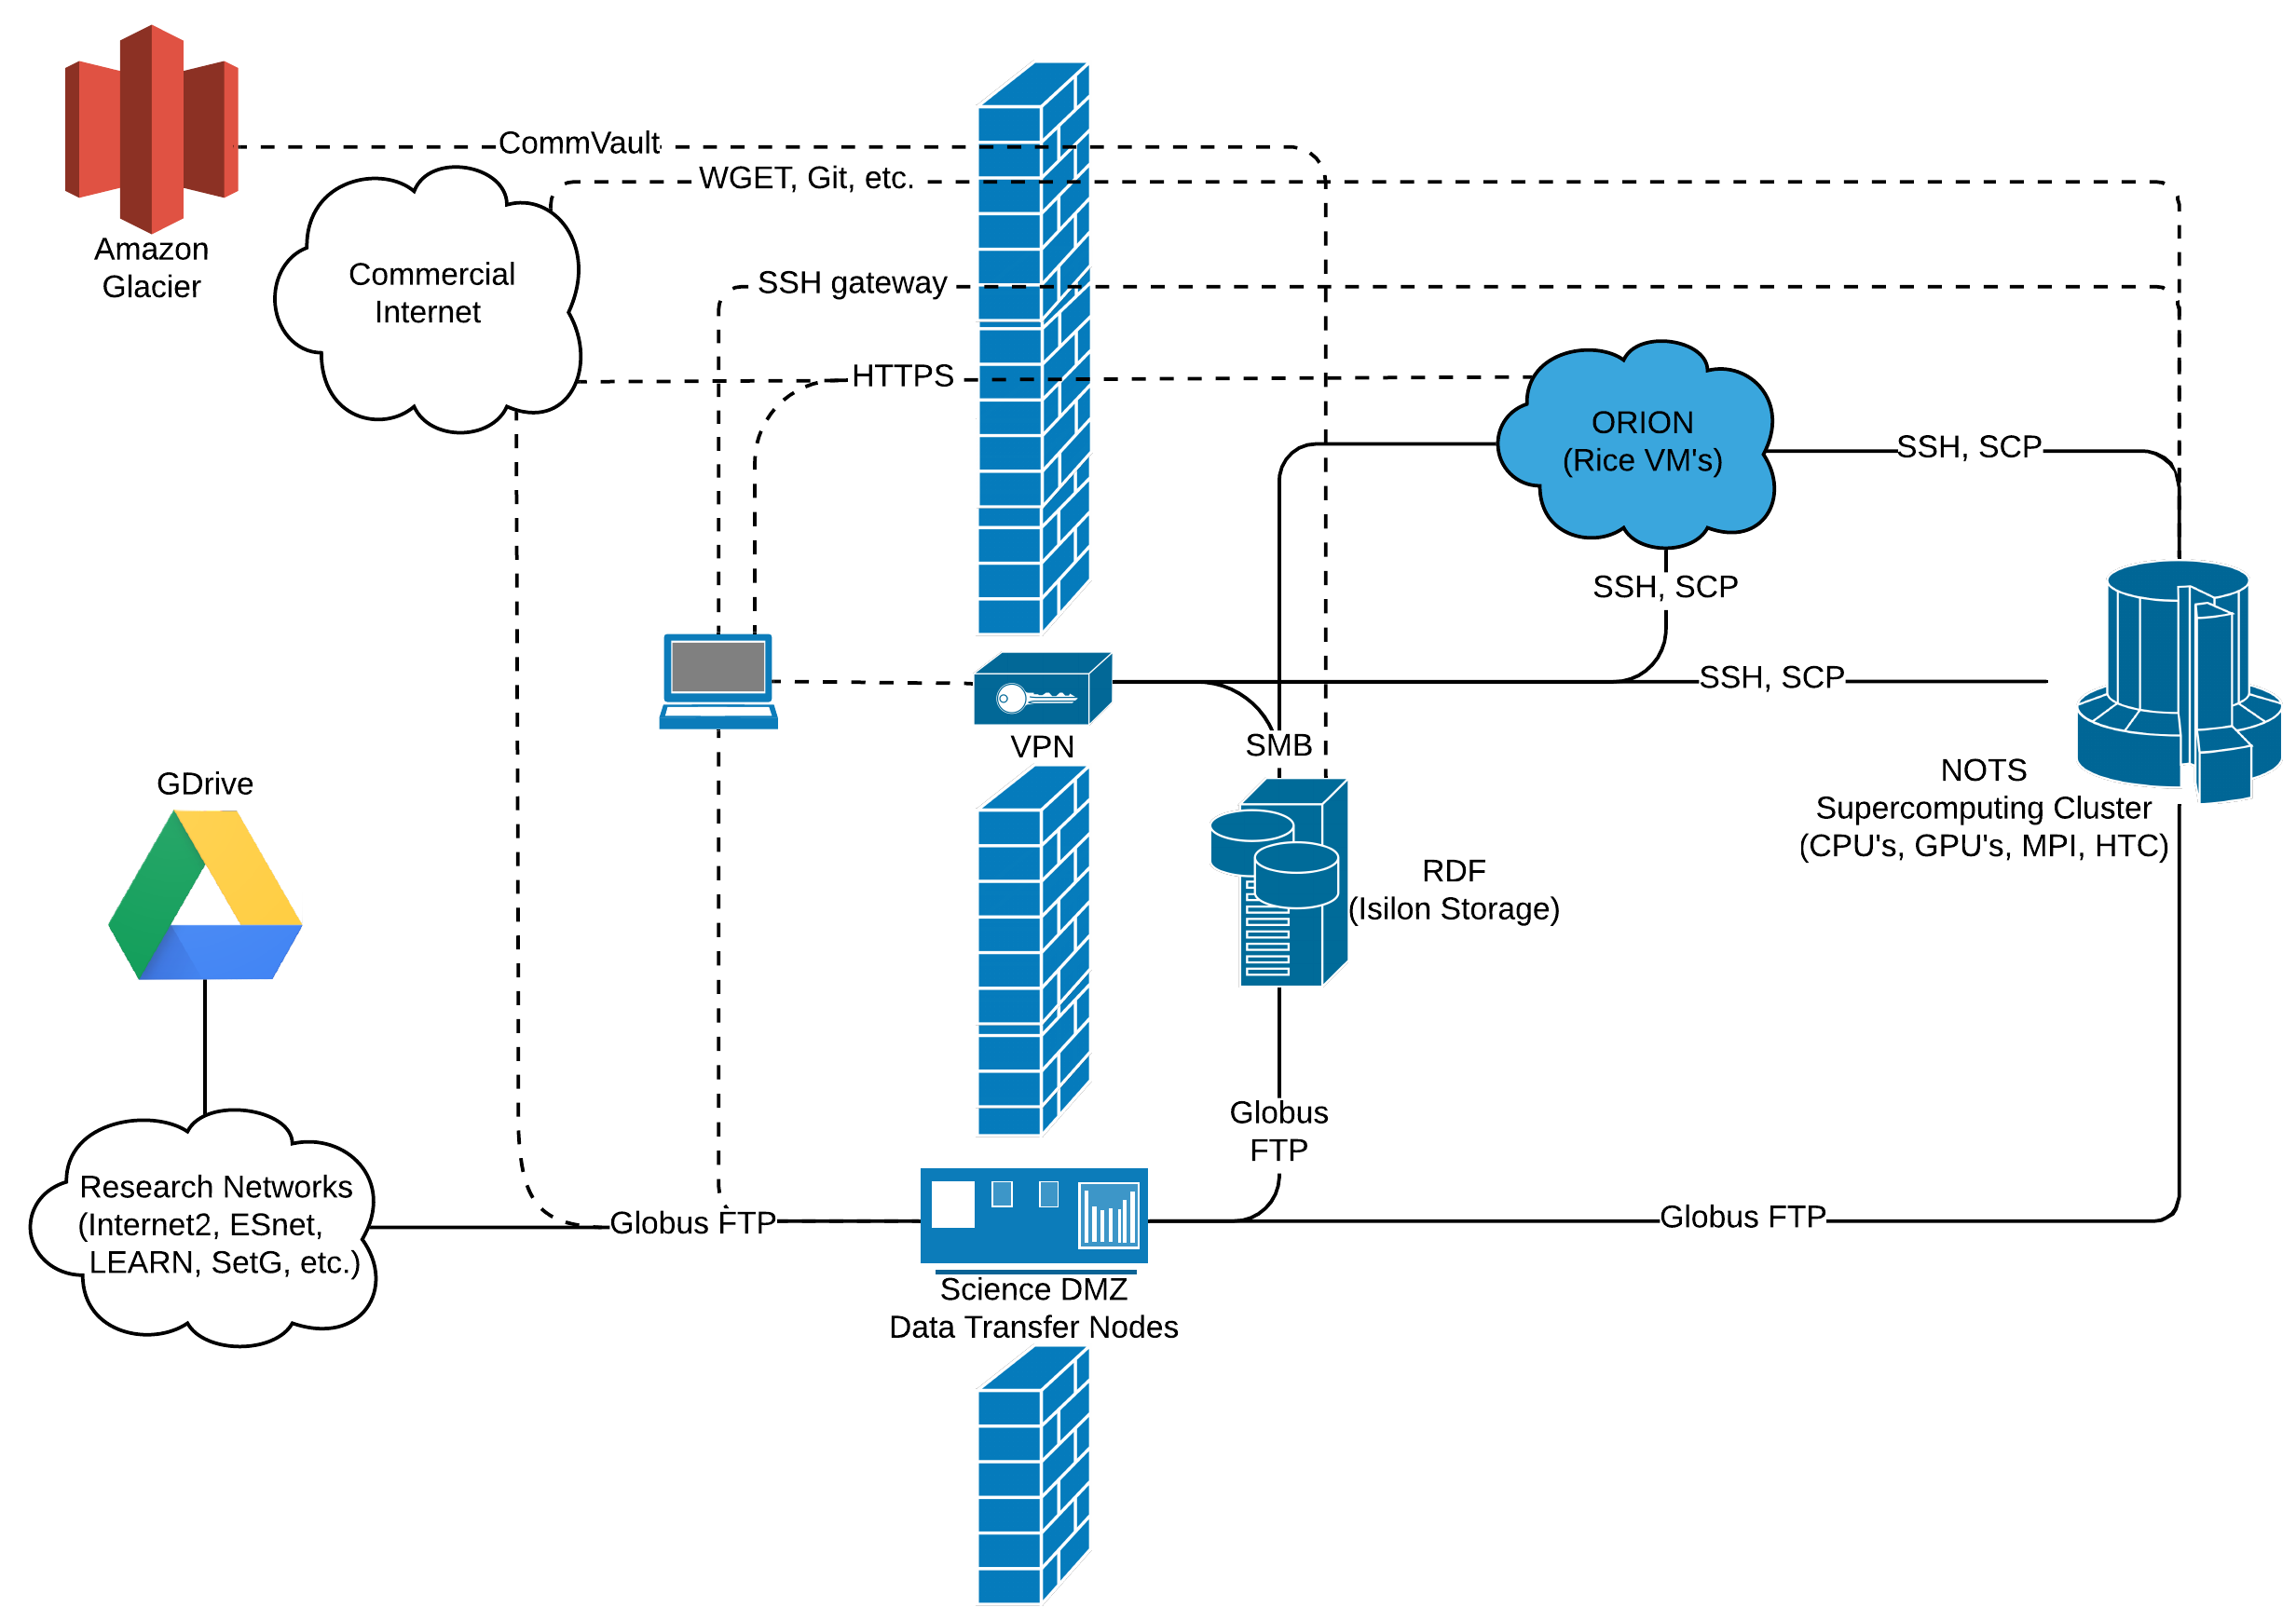 CommVault
WGET, Git, etc.
Amazon
Glacier
Commercial
Internet
SSH gateway
HTTPS
ORION
(Rice VM's)
SSH, SCP
SSH, SCP
SSH, SCP
VPN
SMB
GDrive
NOTS
Supercomputing Cluster
(CPU's, GPU's, MPI, HTC)
RDF
(Isilon Storage)
Globus
FTP
Research Networks
(Internet2, ESnet,
LEARN, SetG, etc.)
Globus FTP
Globus FTP
Science DMZ
Data Transfer Nodes